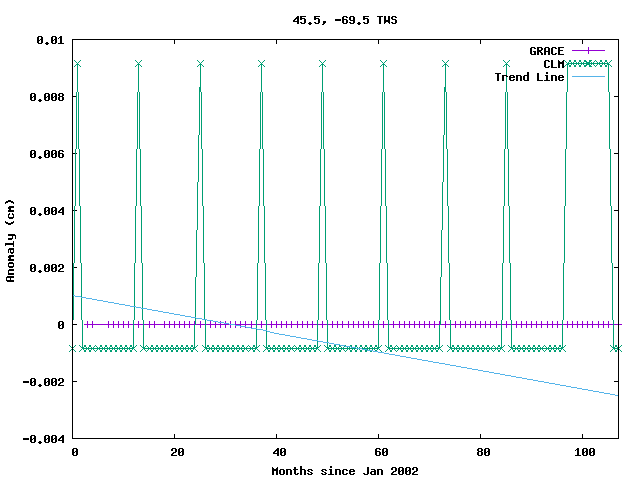 45.5, -69.5 TWS
0.01
0.008
0.006
0.004
0.002
0
-0.002
-0.004
Anomaly (cm)
GRACE
CLM
Trend Line
0 20 40 60 80 100
Months since Jan 2002